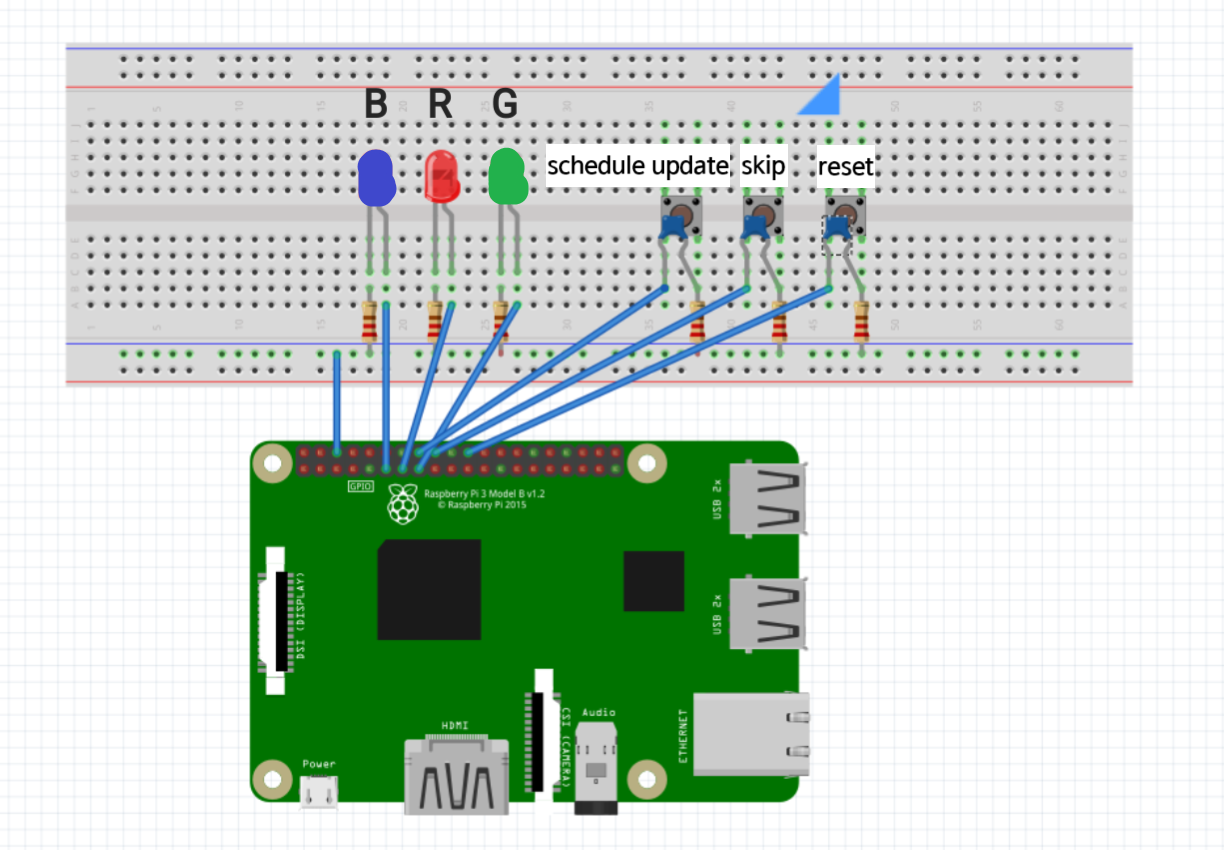 B R G
schedule update skip reset
1 5 10 15 20 25 30 35 40 45 50 55 60
J
I
H
G
F
E
D
C
B
A
1 5 10 15 20 25 30 35 40 45 50 55 60
GPIO
Raspberry Pi 3 Model B v1.2
© Raspberry Pi 2015
USB 2x
DSI (DISPLAY)
USB 2x
CSI (CAMERA)
Audio
ETHERNET
HDMI
Power